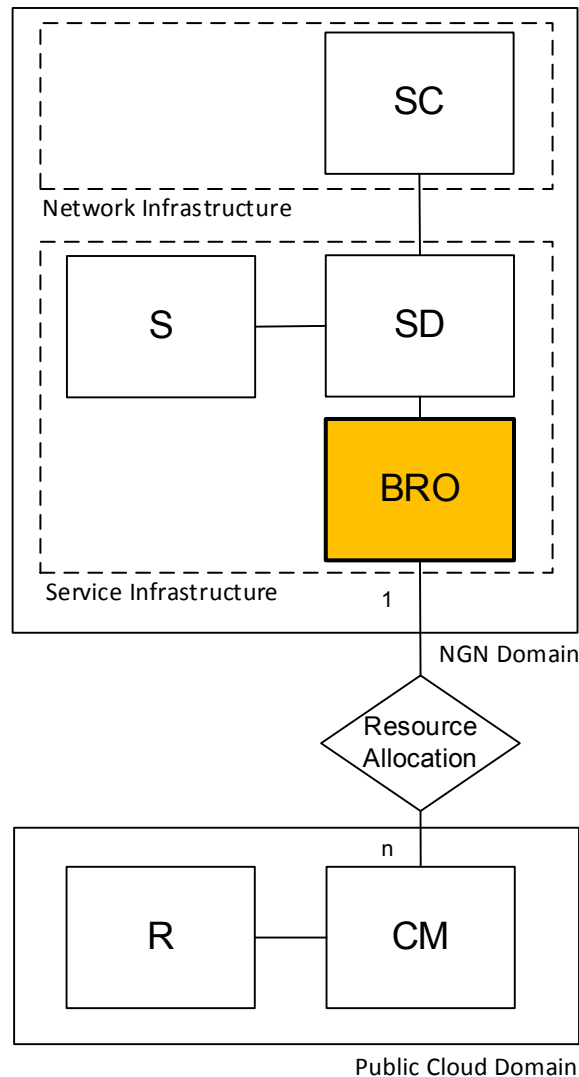 SC
Network Infrastructure
S
SD
BRO
Service Infrastructure
1
NGN Domain
Resource
Allocation
n
R
CM
Public Cloud Domain